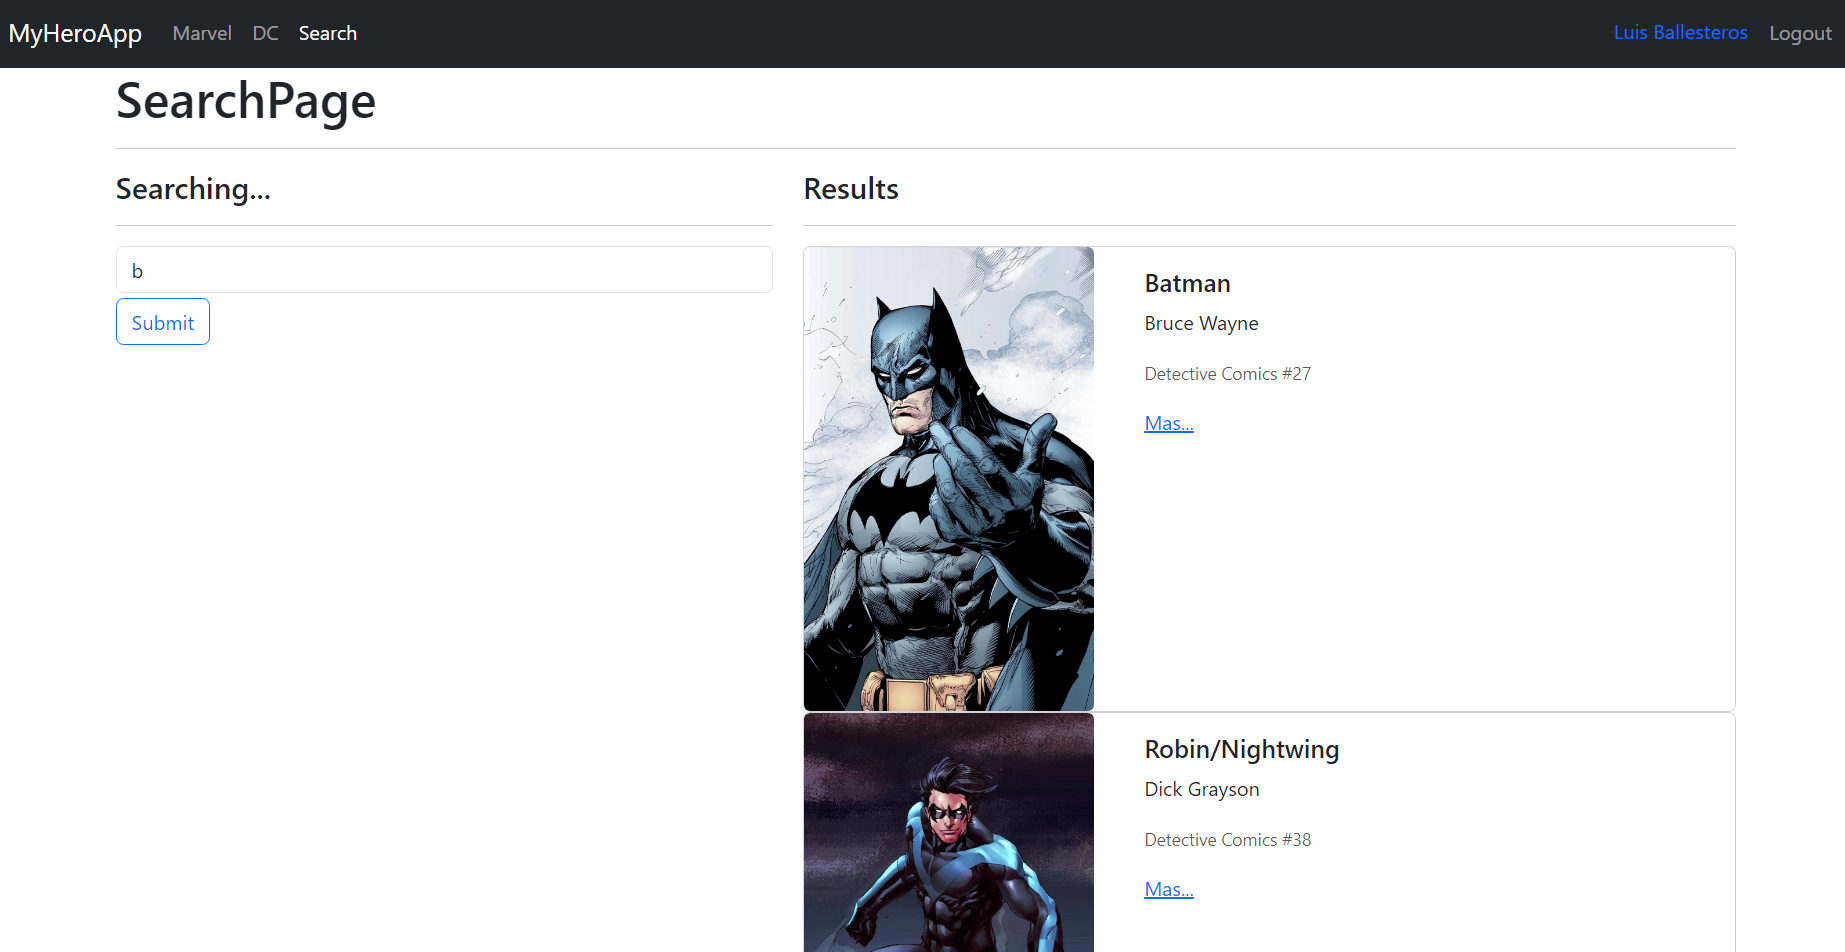 MyHeroApp Marvel DC Search Luis Ballesteros Logout
SearchPage
Searching...
b
Submit
Results
Batman
Bruce Wayne
Detective Comics #27
Mas...
Robin/Nightwing
Dick Grayson
Detective Comics #38
Mas...